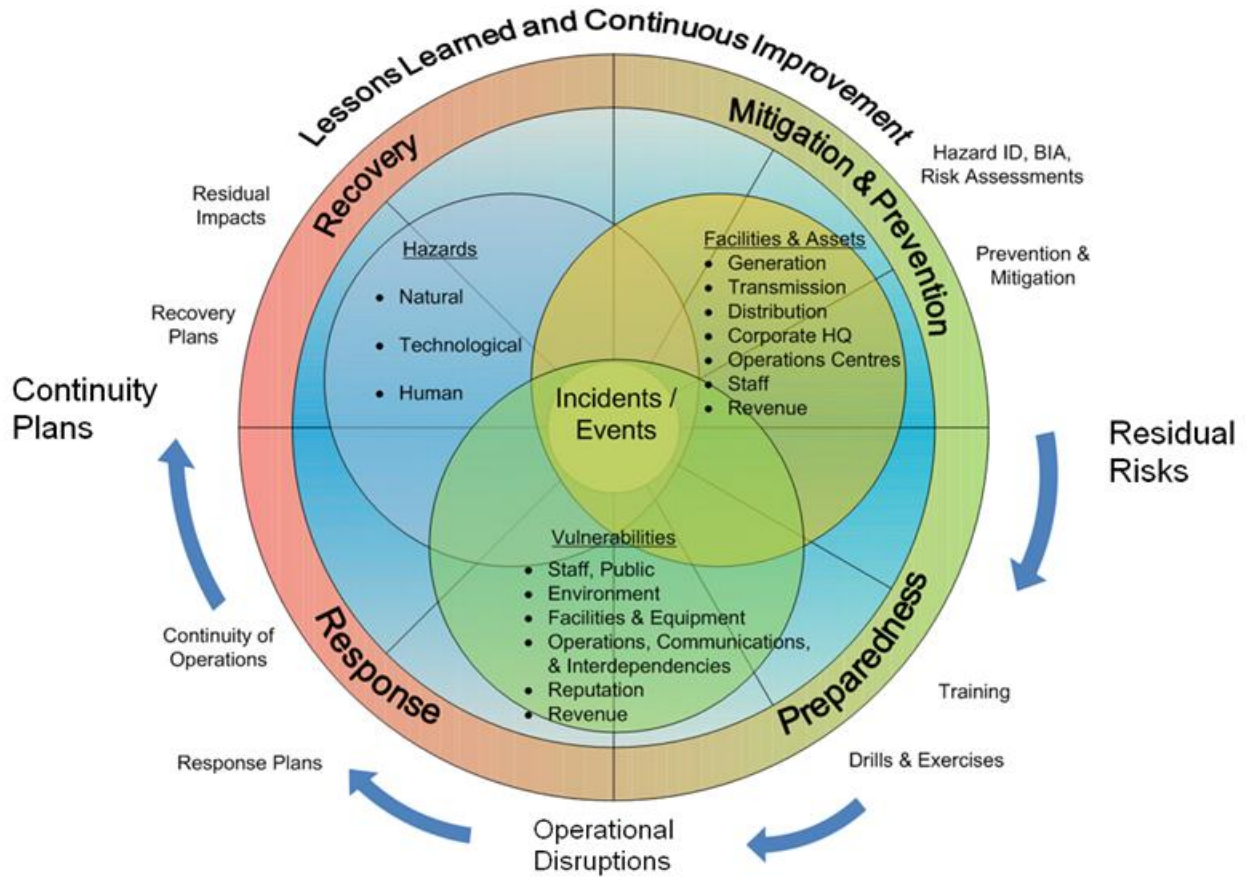 Lessons Learned and Continuous Improvement
Recovery
Mitigation & Prevention
Hazard ID, BIA,
Risk Assessments
Prevention &
Mitigation
Residual
Impacts
Recovery
Plans
Continuity
Plans
Hazards
• Natural
• Technological
• Human
Facilities & Assets
• Generation
• Transmission
• Distribution
• Corporate HQ
• Operations Centres
• Staff
• Revenue
Incidents /
Events
Residual
Risks
Vulnerabilities
• Staff, Public
• Environment
• Facilities & Equipment
• Operations, Communications,
& Interdependencies
• Reputation
• Revenue
Continuity of
Operations
Response
Preparedness
Training
Response Plans
Drills & Exercises
Operational
Disruptions